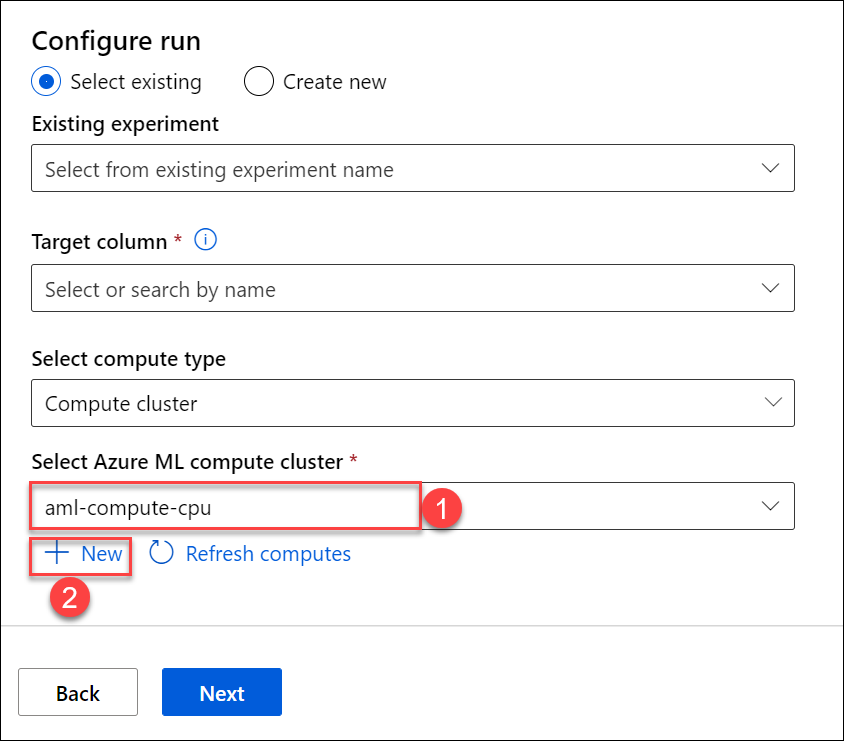 Configure run
Select existing Create new
Existing experiment
Select from existing experiment name
Target column * i
Select or search by name
Select compute type
Compute cluster
Select Azure ML compute cluster *
aml-compute-cpu 1
+ New Refresh computes
2
Back Next